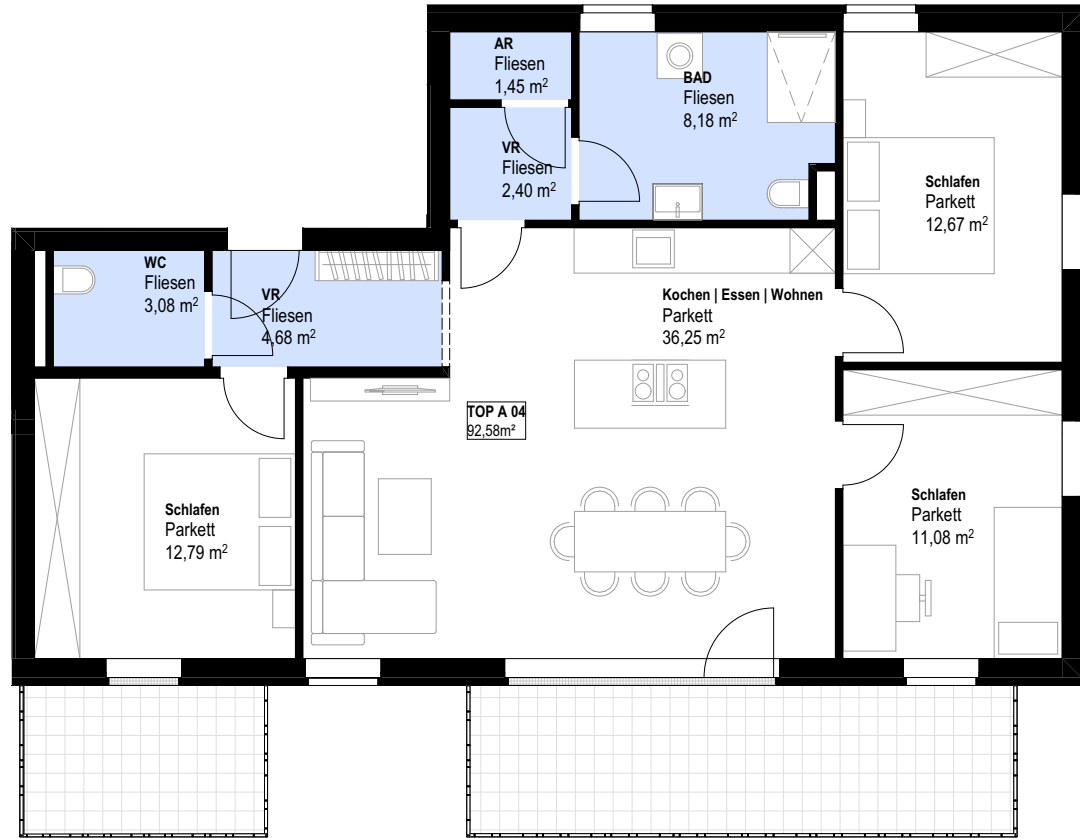 AR
Fliesen
1,45 m²
BAD
Fliesen
8,18 m²
VR
Fliesen
2,40 m²
Schlafen
Parkett
12,67 m²
WC
Fliesen
3,08 m²
VR
Fliesen
4,68 m²
Kochen | Essen | Wohnen
Parkett
36,25 m²
TOP A 04
92,58m²
Schlafen
Parkett
12,79 m²
Schlafen
Parkett
11,08 m²